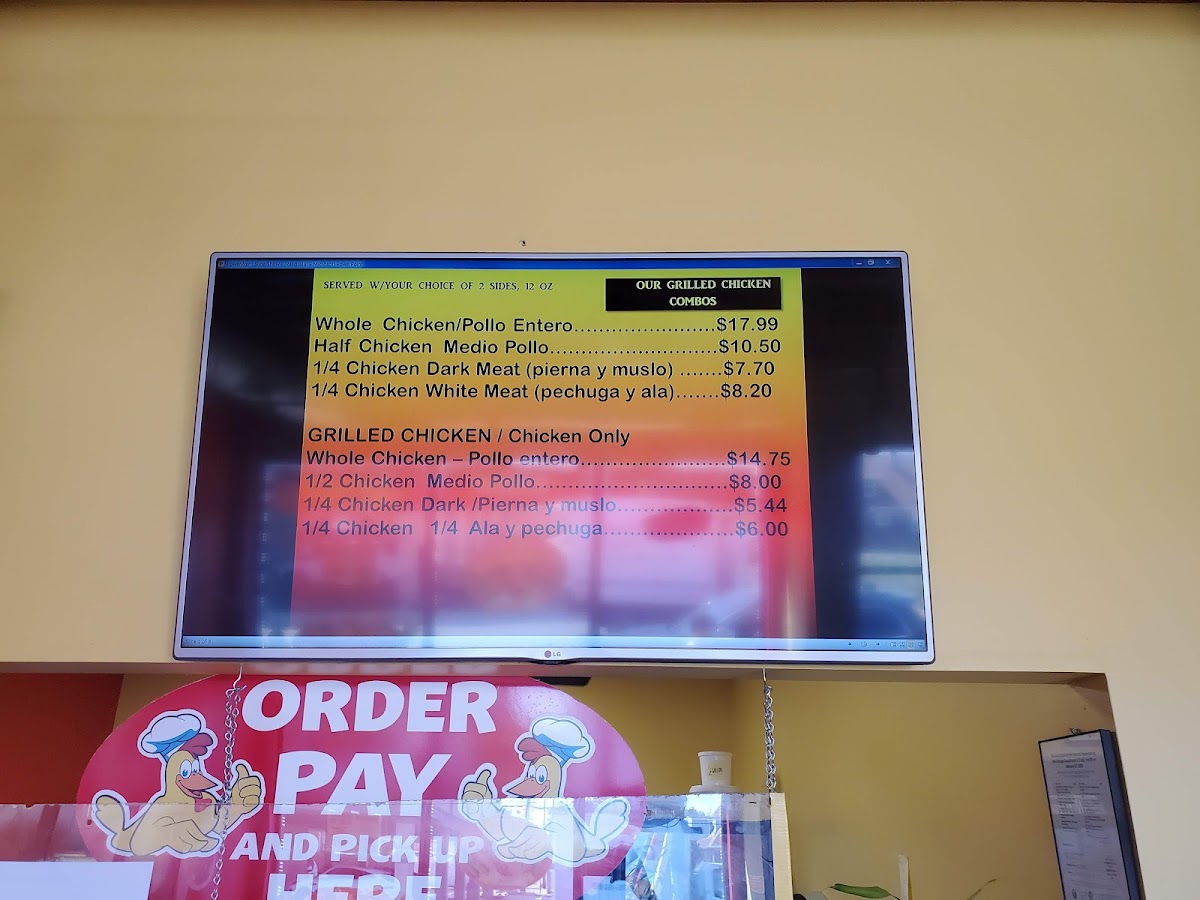 SERVED W/YOUR CHOICE OF 2 SIDES, 12 OZ
OUR GRILLED CHICKEN
COMBOS
Whole Chicken/Pollo Entero.......................$17.99
Half Chicken Medio Pollo...........................$10.50
1/4 Chicken Dark Meat (pierna y muslo) .......$7.70
1/4 Chicken White Meat (pechuga y ala).......$8.20
GRILLED CHICKEN / Chicken Only
Whole Chicken – Pollo entero.......................$14.75
1/2 Chicken Medio Pollo...............................$8.00
1/4 Chicken Dark /Pierna y muslo...................$5.44
1/4 Chicken 1/4 Ala y pechuga.....................$6.00
LG
ORDER
PAY
AND PICK UP
HERE